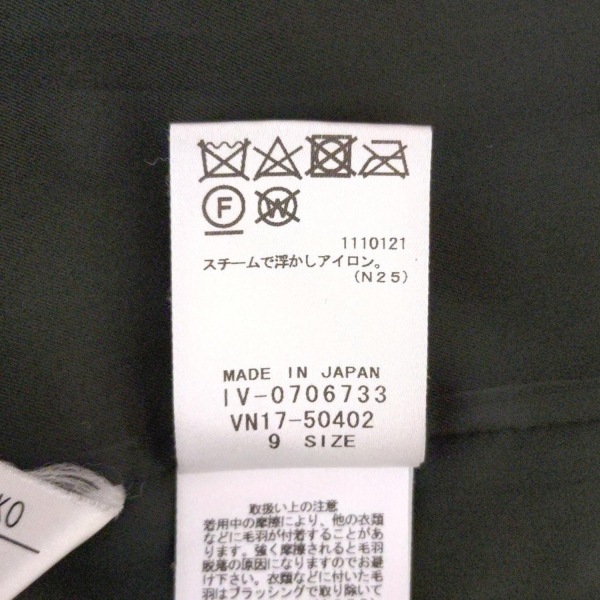 F
W
1110121
スチームで浮かしアイロン。
(N25)
MADE IN JAPAN
IV-0706733
VN17-50402
9 SIZE
KO
取扱い上の注意
着用中の摩擦により、他の衣類
などに毛羽が付着することがあ
ります。強く摩擦されると毛羽
脱落の原因になりますのでお避
け下さい。衣類などに付いた毛
羽はブラッシングで取り除いて